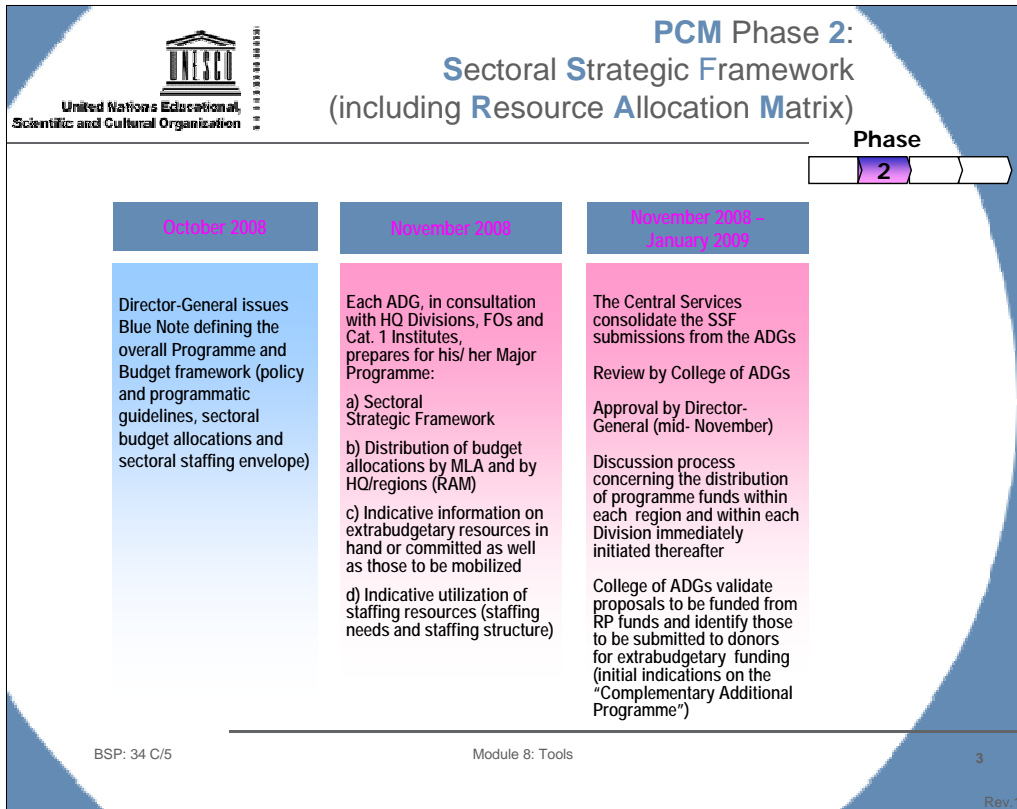 UNESCO
United Nations Educational,
Scientific and Cultural Organization
PCM Phase 2:
Sectoral Strategic Framework
(including Resource Allocation Matrix)
Phase
2
October 2008
Director-General issues
Blue Note defining the
overall Programme and
Budget framework (policy
and programmatic
guidelines, sectoral
budget allocations and
sectoral staffing envelope)
November 2008
Each ADG, in consultation
with HQ Divisions, FOs and
Cat. 1 Institutes,
prepares for his/ her Major
Programme:
a) Sectoral
Strategic Framework
b) Distribution of budget
allocations by MLA and by
HQ/regions (RAM)
c) Indicative information on
extrabudgetary resources in
hand or committed as well
as those to be mobilized
d) Indicative utilization of
staffing resources (staffing
needs and staffing structure)
November 2008 –
January 2009
The Central Services
consolidate the SSF
submissions from the ADGs
Review by College of ADGs
Approval by Director-
General (mid- November)
Discussion process
concerning the distribution
of programme funds within
each region and within each
Division immediately
initiated thereafter
College of ADGs validate
proposals to be funded from
RP funds and identify those
to be submitted to donors
for extrabudgetary funding
(initial indications on the
“Complementary Additional
Programme”)
BSP: 34 C/5
Module 8: Tools
3
Rev.